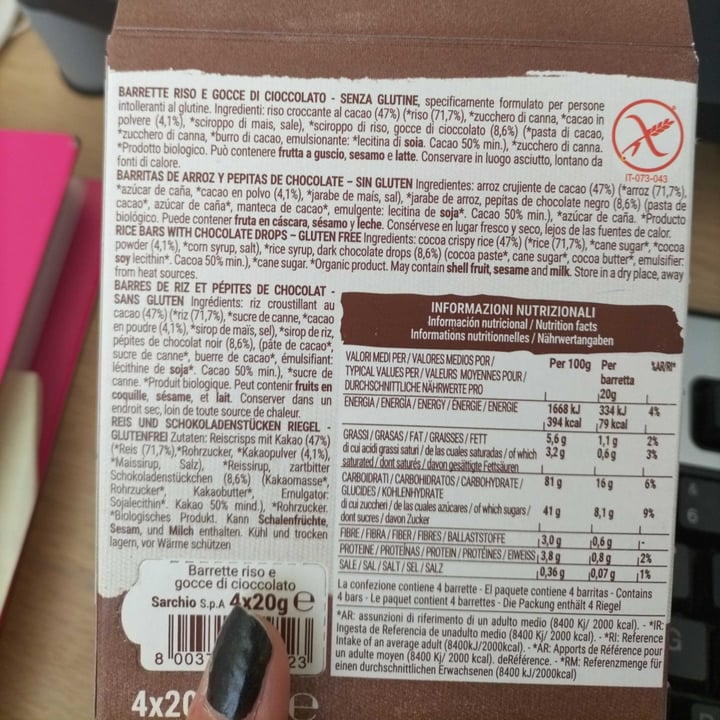 BARRETTE RISO E GOCCE DI CIOCCOLATO - SENZA GLUTINE, specificamente formulato per persone
intolleranti al glutine. Ingredienti: riso croccante al cacao (47%) (*riso (71,7%), *zucchero di canna, *cacao in
polvere (4,1%), *sciroppo di mais, sale), *sciroppo di riso, gocce di cioccolato (8,6%) (*pasta di cacao,
*zucchero di canna, *burro di cacao, emulsionante: *lecitina di soia. Cacao 50% min.), *zucchero di canna.
*Prodotto biologico. Può contenere frutta a guscio, sesamo e latte. Conservare in luogo asciutto, lontano da
fonti di calore.
IT-073-043
BARRITAS DE ARROZ Y PEPITAS DE CHOCOLATE – SIN GLUTEN Ingredientes: arroz crujiente de cacao (47%) (*arroz (71,7%),
*azúcar de caña, *cacao en polvo (4,1%), *jarabe de maís, sal), *jarabe de arroz, pepitas de chocolate negro (8,6%) (pasta de
cacao*, azúcar de caña*, manteca de cacao*, emulgente: lecitina de soja*. Cacao 50% min.), *azúcar de caña. *Producto
biológico. Puede contener fruta en cáscara, sésamo y leche. Consérvese en lugar fresco y seco, lejos de las fuentes de calor.
RICE BARS WITH CHOCOLATE DROPS – GLUTEN FREE Ingredients: cocoa crispy rice (47%) (*rice (71,7%), *cane sugar*, *cocoa
powder (4,1%), *corn syrup, salt), *rice syrup, dark chocolate drops (8,6%) (cocoa paste*, cane sugar*, cocoa butter*, emulsifier:
soy lecithin*. Cocoa 50% min.), *cane sugar. *Organic product. May contain shell fruit, sesame and milk. Store in a dry place, away
from heat sources.
BARRES DE RIZ ET PÉPITES DE CHOCOLAT -
SANS GLUTEN Ingrédients: riz croustillant au
cacao (47%) (*riz (71,7%), *sucre de canne, *cacao
en poudre (4,1%), *sirop de maïs, sel), *sirop de riz,
pépites de chocolat noir (8,6%), (pâte de cacao*,
sucre de canne*, buerre de cacao*, émulsifiant:
lécithine de soja*. Cacao 50% min.), *sucre de
canne. *Produit biologique. Peut contenir fruits en
coquille, sésame, et lait. Conserver dans un
endroit sec, loin de toute source de chaleur.
REIS UND SCHOKOLADENSTÜCKEN RIEGEL -
GLUTENFREI Zutaten: Reiscrisps mit Kakao (47%)
(*Reis (71,7%),*Rohrzucker, *Kakaopulver (4,1%),
*Maissirup, Salz), *Reissirup, zartbitter
Schokoladenstückchen (8,6%) (Kakaomasse*,
Rohrzucker*, Kakaobutter*, Emulgator:
Sojalecithin*. Kakao 50% mind.), *Rohrzucker.
*Biologisches Produkt. Kann Schalenfrüchte,
Sesam, und Milch enthalten. Kühl und trocken
lagern, vor Wärme schützen
INFORMAZIONI NUTRIZIONALI
Información nutricional / Nutrition facts
Informations nutritionnelles / Nährwertangaben
VALORI MEDI PER / VALORES MEDIOS POR / Per 100g Per %AR/RI*
TYPICAL VALUES PER / VALEURS MOYENNES POUR / barretta
DURCHSCHNITTLICHE NÄHRWERTE PRO 20g
ENERGIA / ENERGÍA / ENERGY / ÉNERGIE / ENERGIE 1668 kJ 334 kJ 4%
394 kcal 79 kcal
GRASSI / GRASAS / FAT / GRAISSES / FETT 5,6 g 1,1 g 2%
di cui acidi grassi saturi / de las cuales saturadas / of which 3,2 g 0,6 g 3%
saturated / dont saturés / davon gesättigte Fettsäuren
CARBOIDRATI / CARBOHIDRATOS / CARBOHYDRATE / 81 g 16 g 6%
GLUCIDES / KOHLENHYDRATE
di cui zuccheri / de las cuales azúcares / of which sugars / 41 g 8,1 g 9%
dont sucres / davon Zucker
FIBRE / FIBRA / FIBER / FIBRES / BALLASTSTOFFE 3,0 g 0,6 g -
PROTEINE / PROTEÍNAS / PROTEIN / PROTÉINES / EIWEISS 3,8 g 0,8 g 2%
SALE / SAL / SALT / SEL / SALZ 0,36 g 0,07 g 1%
La confezione contiene 4 barrette - El paquete contiene 4 barritas - Contains
4 bars - Le paquet contient 4 barrettes - Die Packung enthält 4 Riegel
*AR: assunzioni di riferimento di un adulto medio (8400 Kj/ 2000 kcal). - *IR:
Ingesta de Referencia de unadulto medio (8400 Kj/ 2000 kcal). - *RI: Reference
Intake of an average adult (8400kJ/2000kcal) - *AR: Apports de Référence pour
un adulte moyen (8400 Kj/ 2000 kcal). deRéférence. - *RM: Referenzmenge für
einen durchschnittlichen Erwachsenen (8400 kJ/2000kcal)
Barrette riso e
gocce di cioccolato
Sarchio S.p.A 4x20g e
8 003 23
4x20 e